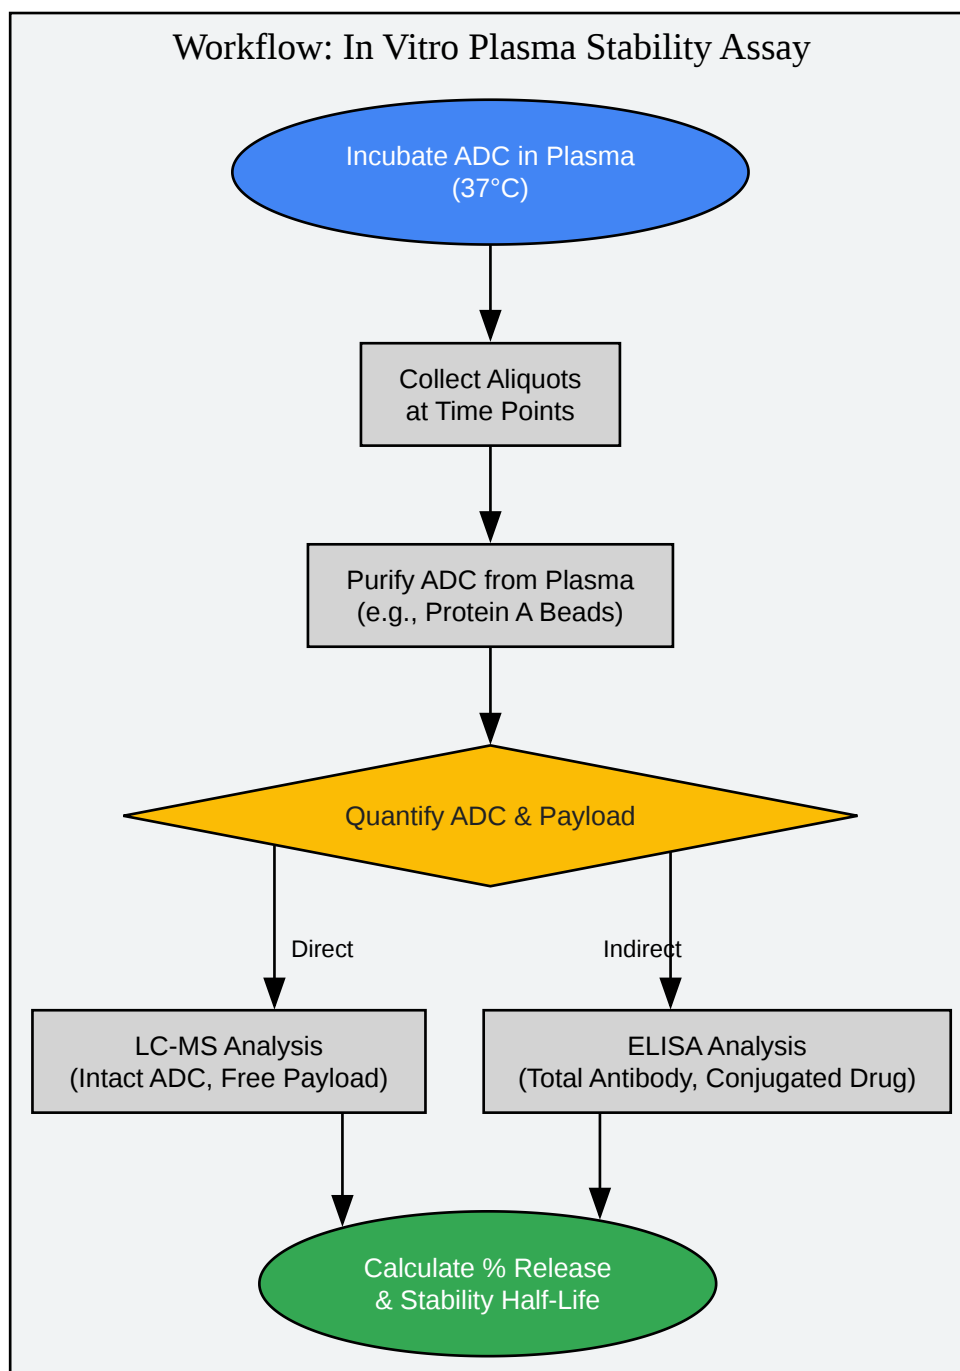 Workflow: In Vitro Plasma Stability Assay
Incubate ADC in Plasma
(37°C)
Collect Aliquots
at Time Points
Purify ADC from Plasma
(e.g., Protein A Beads)
Quantify ADC & Payload
Direct
Indirect
LC-MS Analysis
(Intact ADC, Free Payload)
ELISA Analysis
(Total Antibody, Conjugated Drug)
Calculate % Release
& Stability Half-Life